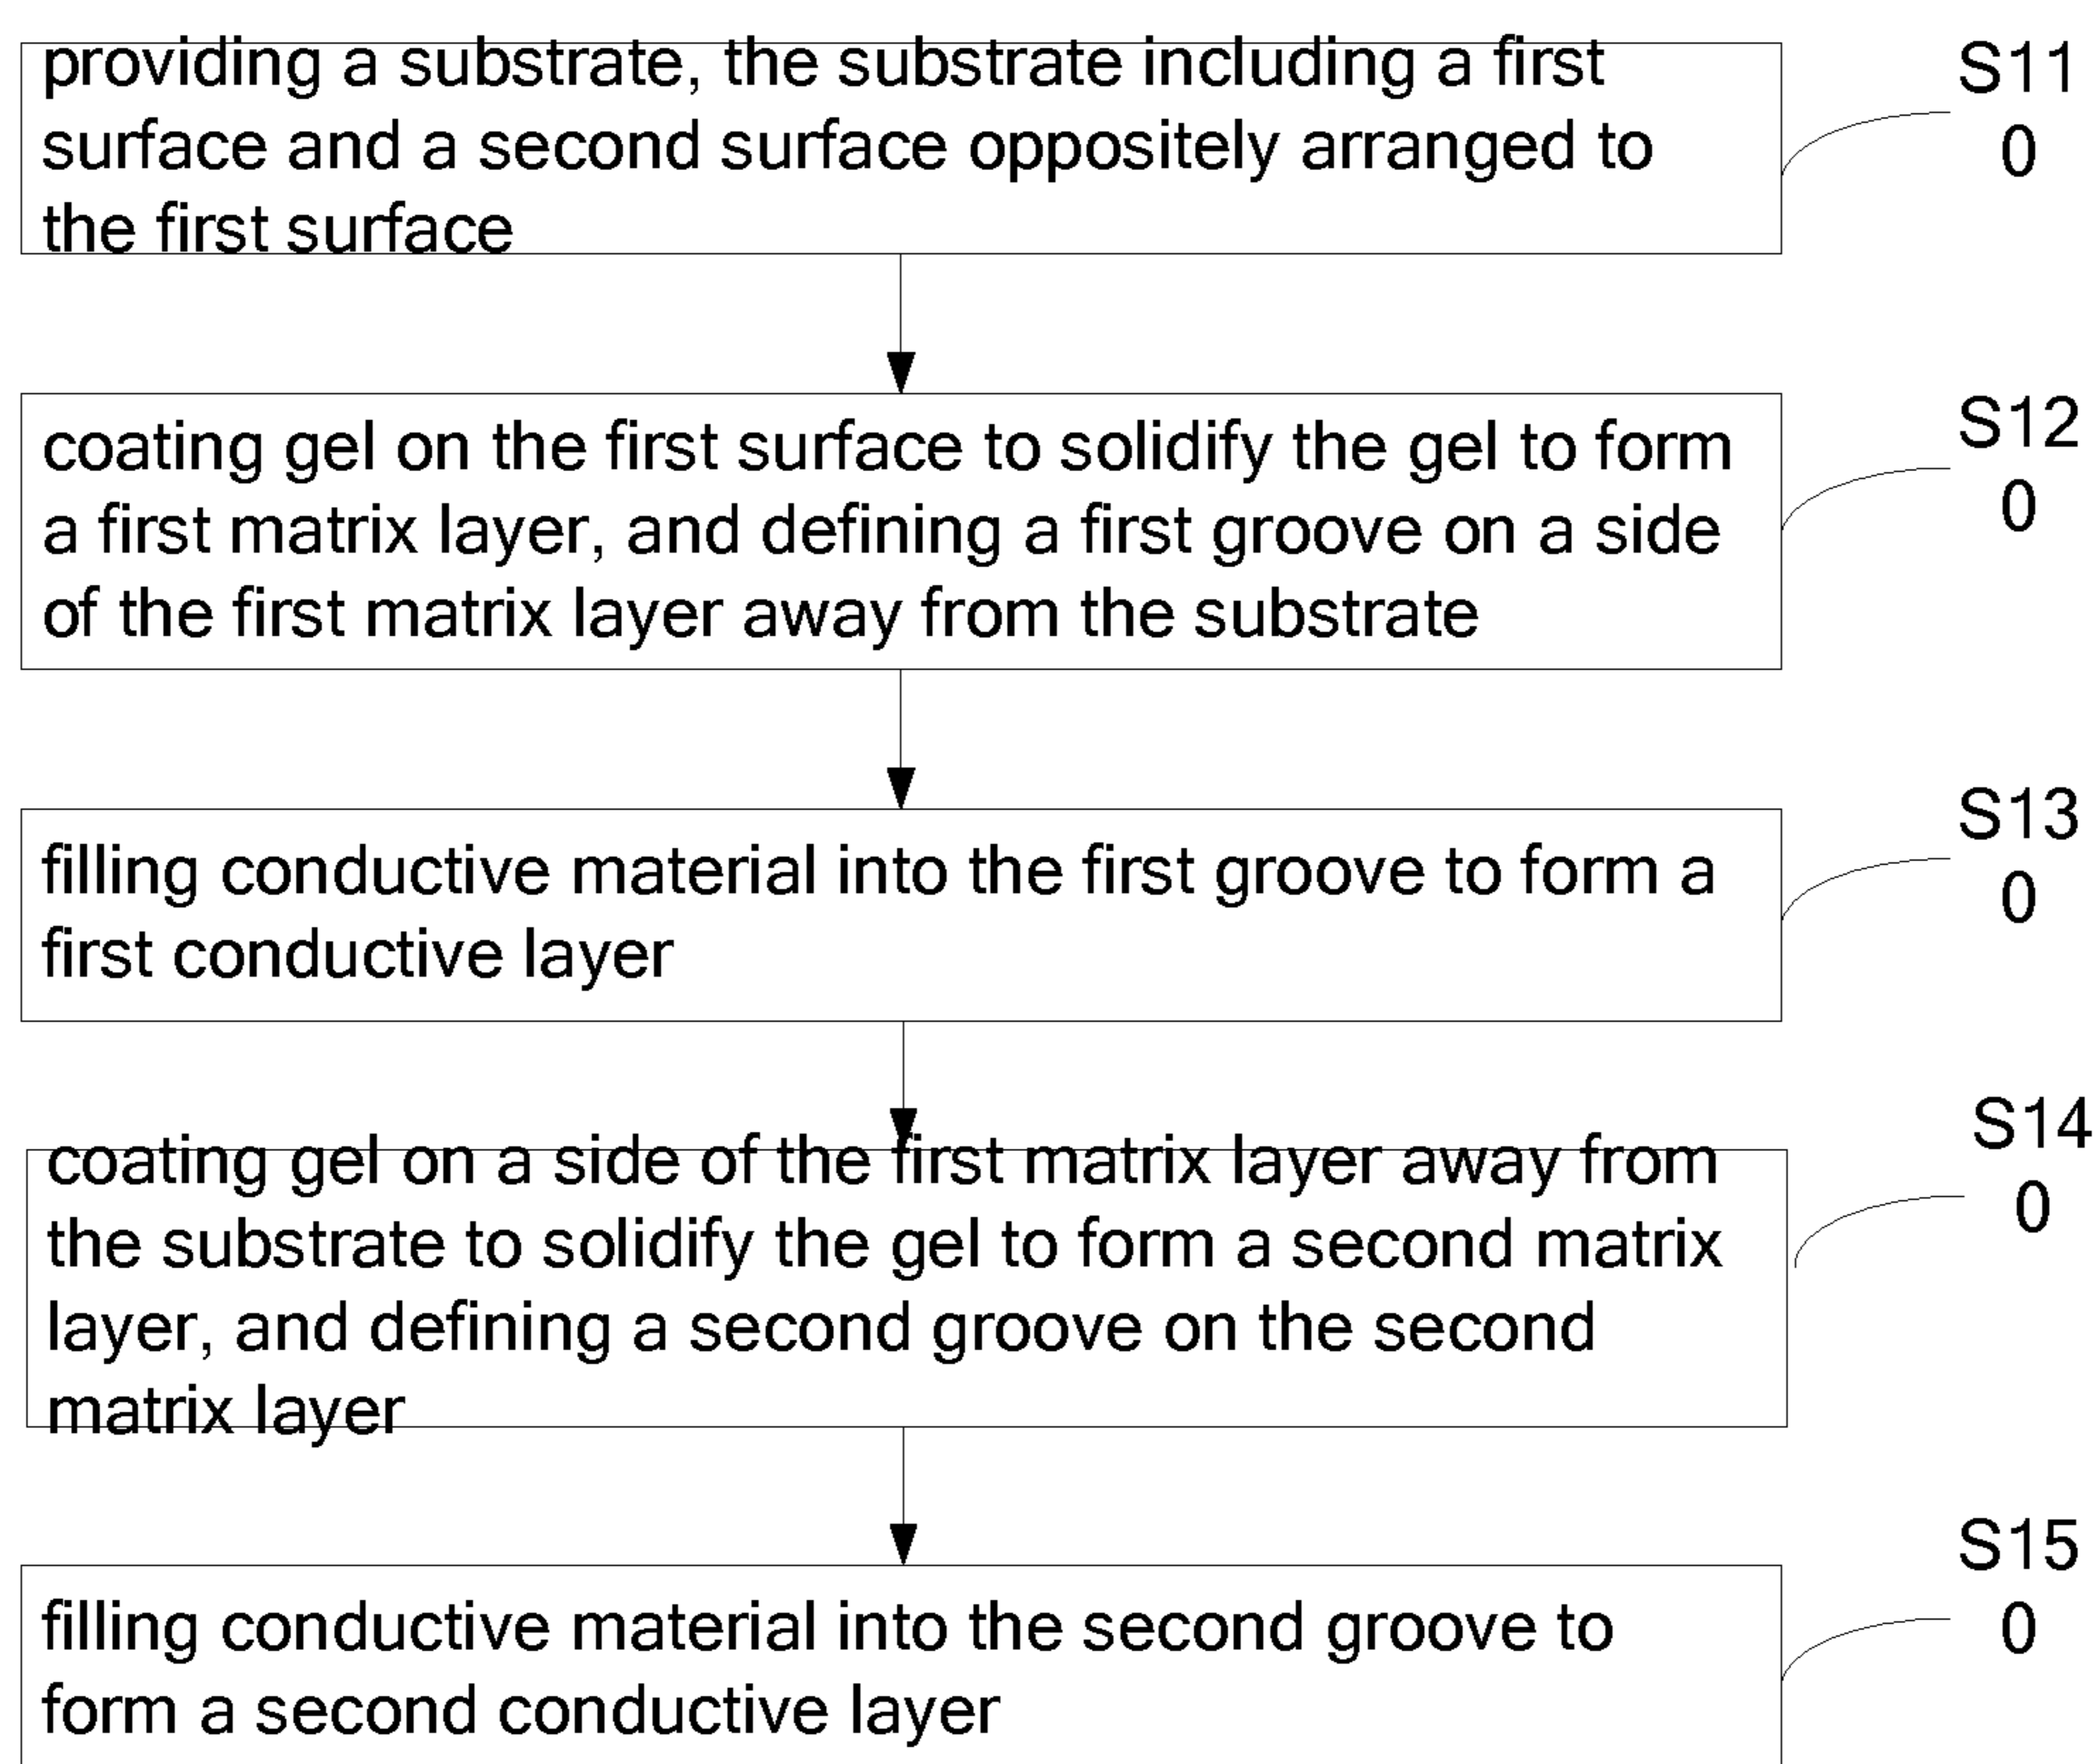 providing a substrate, the substrate including a first
surface and a second surface oppositely arranged to
the first surface
S11
0
coating gel on the first surface to solidify the gel to form
a first matrix layer, and defining a first groove on a side
of the first matrix layer away from the substrate
S12
0
filling conductive material into the first groove to form a
first conductive layer
S13
0
coating gel on a side of the first matrix layer away from
the substrate to solidify the gel to form a second matrix
layer, and defining a second groove on the second
matrix layer
S14
0
filling conductive material into the second groove to
form a second conductive layer
S15
0